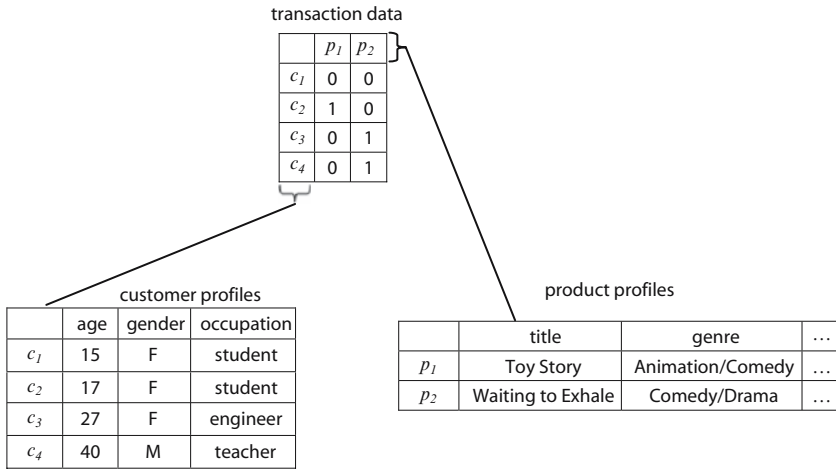 transaction data
p1 p2
c1 0 0
c2 1 0
c3 0 1
c4 0 1
customer profiles
age gender occupation
c1 15 F student
c2 17 F student
c3 27 F engineer
c4 40 M teacher
product profiles
title genre ...
p1 Toy Story Animation/Comedy ...
p2 Waiting to Exhale Comedy/Drama ...